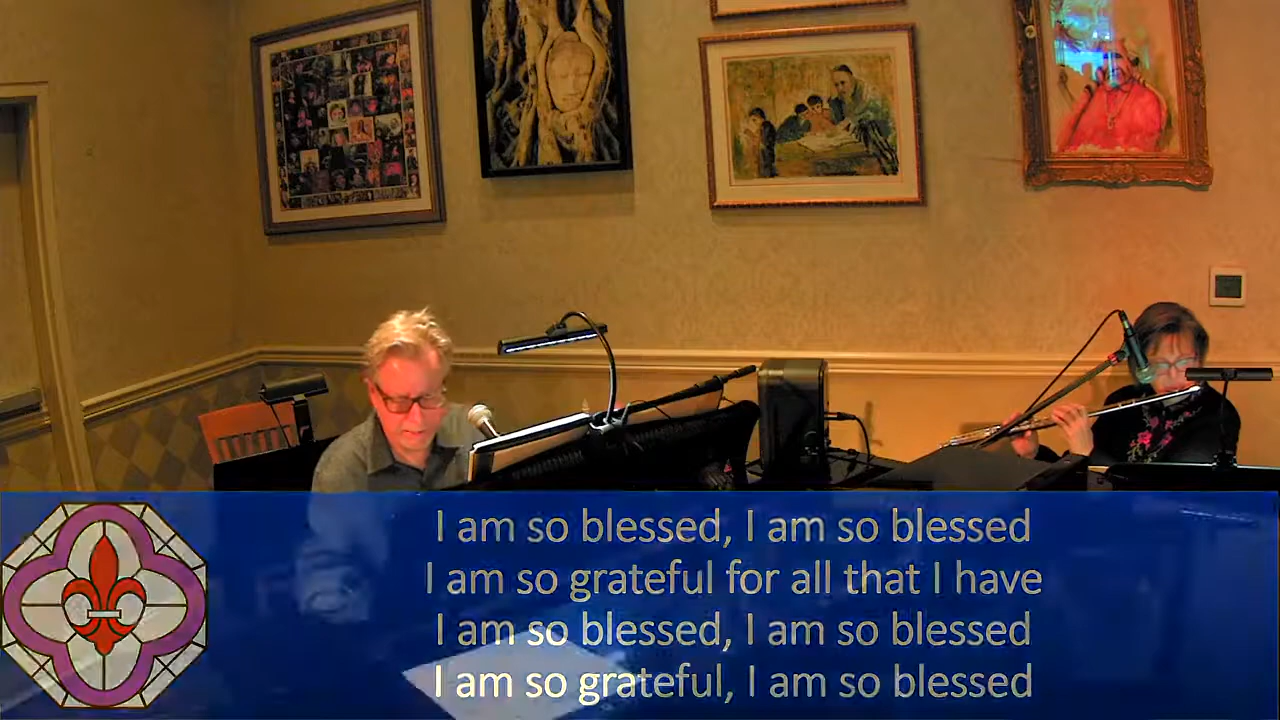 I am so blessed, I am so blessed
I am so grateful for all that I have
I am so blessed, I am so blessed
I am so grateful, I am so blessed